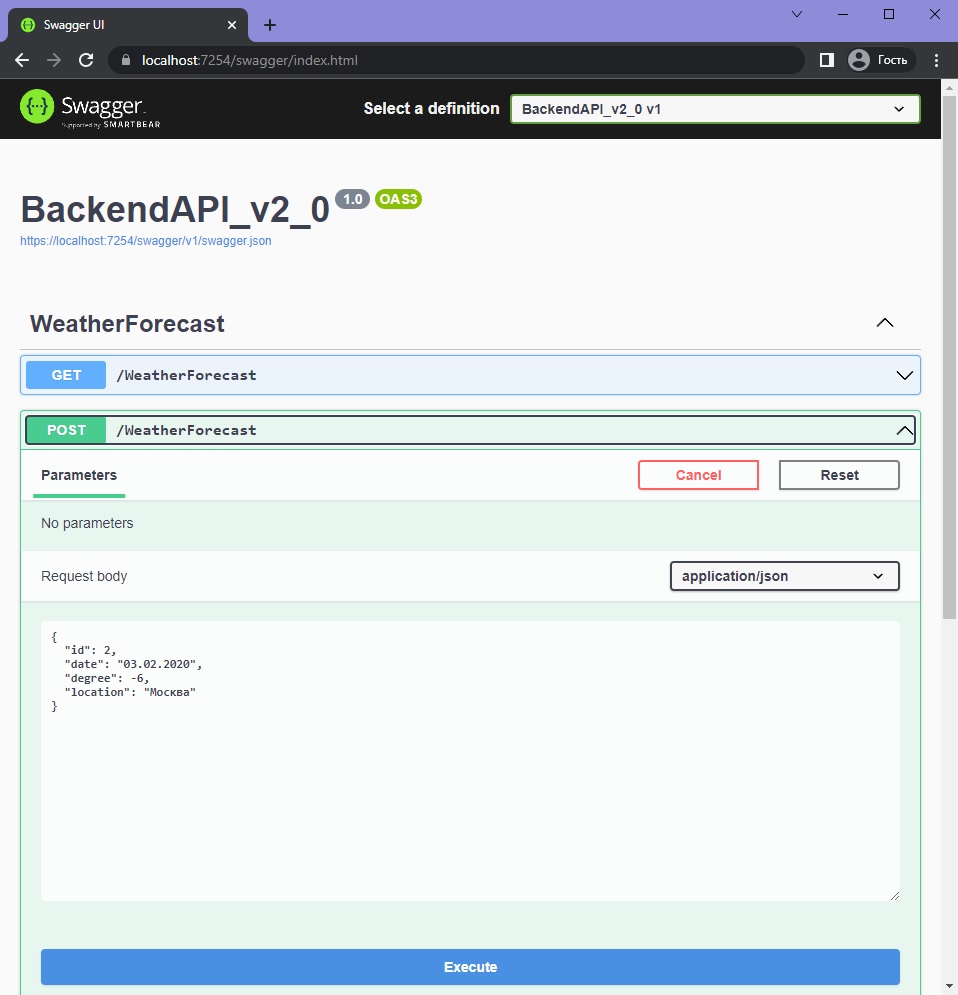 Swagger UI
localhost:7254/swagger/index.html
Гость
Swagger
Supported by SMARTBEAR
Select a definition
BackendAPI_v2_0 v1
BackendAPI_v2_0 1.0 OAS3
https://localhost:7254/swagger/v1/swagger.json
WeatherForecast
GET /WeatherForecast
POST /WeatherForecast
Parameters
Cancel
Reset
No parameters
Request body
application/json
{
  "id": 2,
  "date": "03.02.2020",
  "degree": -6,
  "location": "Москва"
}
Execute